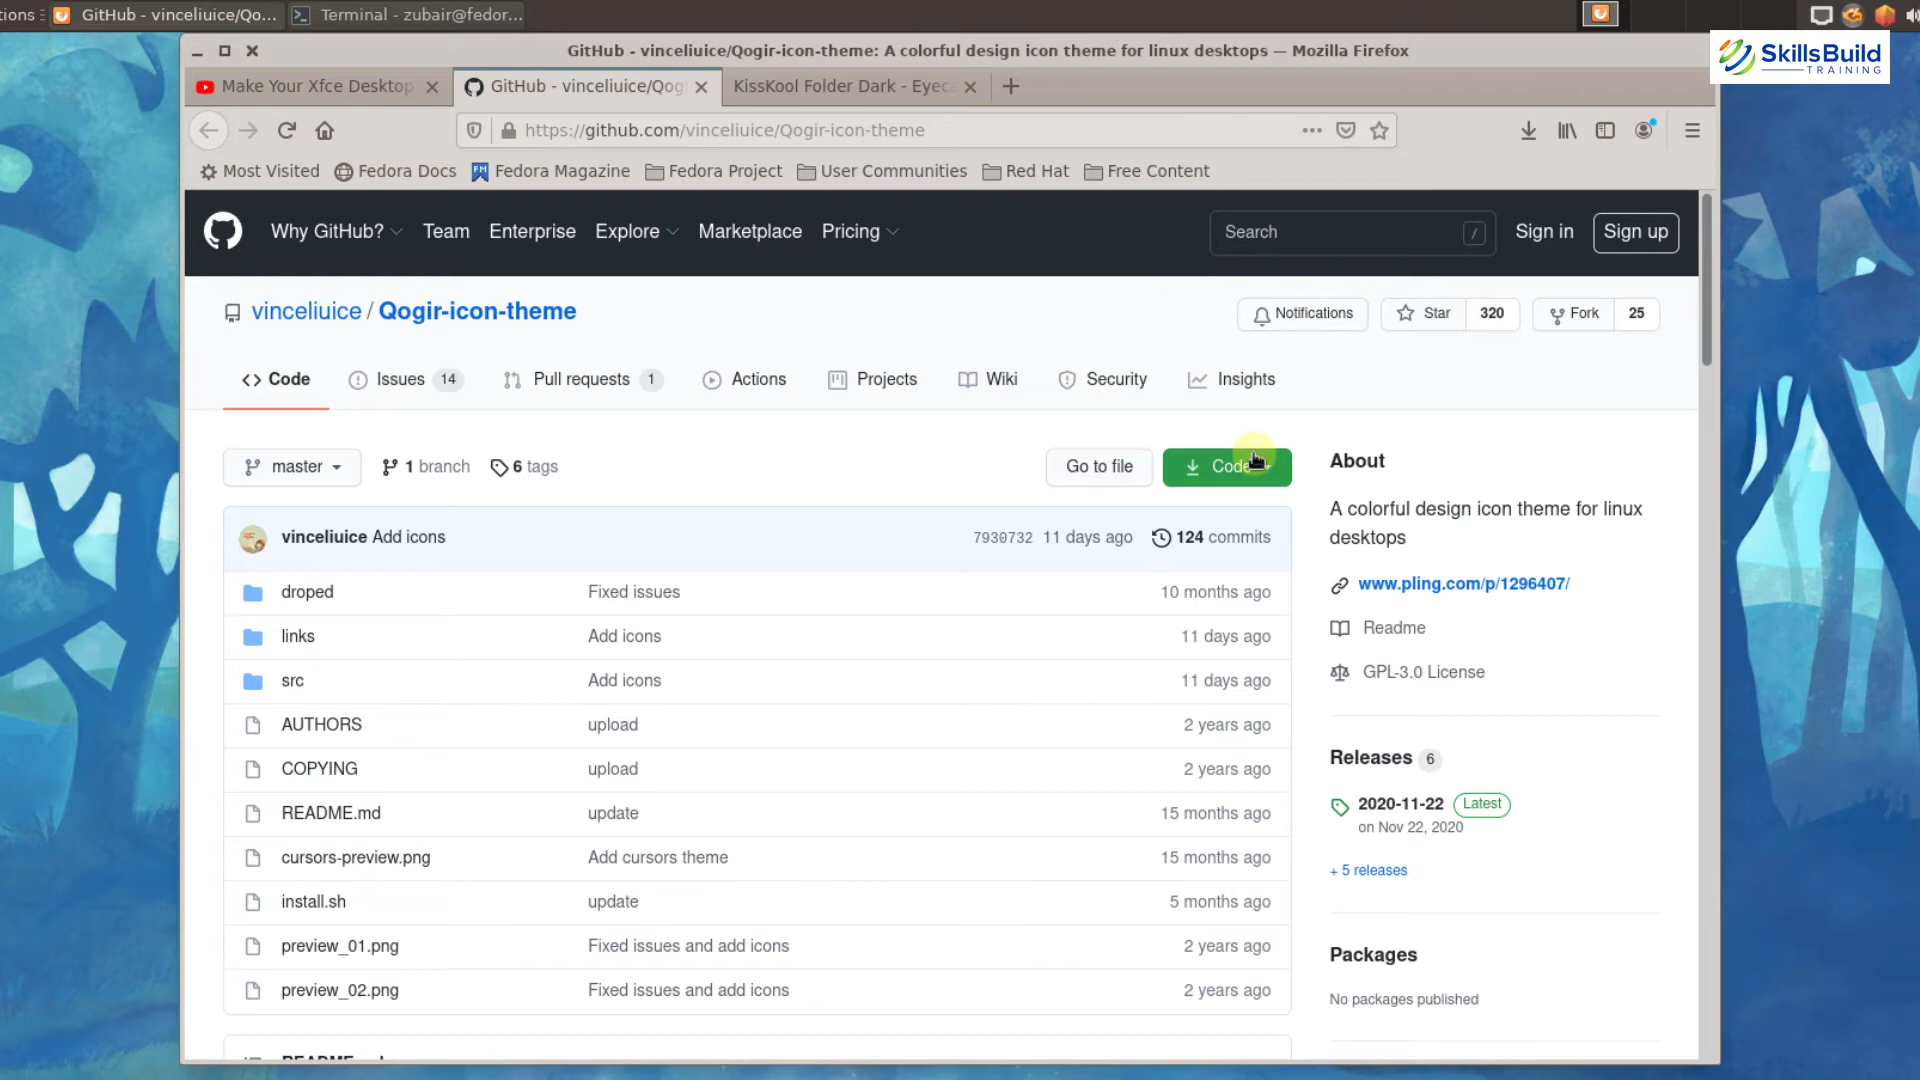 tions
GitHub - vinceliuice/Qo...
Terminal - zubair@fedor...
GitHub - vinceliuice/Qogir-icon-theme: A colorful design icon theme for linux desktops — Mozilla Firefox
SkillsBuild
TRAINING
Make Your Xfce Desktop
GitHub - vinceliuice/Qog
KissKool Folder Dark - Eyeca
https://github.com/vinceliuice/Qogir-icon-theme
Most Visited
Fedora Docs
Fedora Magazine
Fedora Project
User Communities
Red Hat
Free Content
Why GitHub?
Team
Enterprise
Explore
Marketplace
Pricing
Search
/
Sign in
Sign up
vinceliuice / Qogir-icon-theme
Notifications
Star 320
Fork 25
Code
Issues 14
Pull requests 1
Actions
Projects
Wiki
Security
Insights
master
1 branch
6 tags
Go to file
Code
vinceliuice Add icons 7930732 11 days ago 124 commits
droped Fixed issues 10 months ago
links Add icons 11 days ago
src Add icons 11 days ago
AUTHORS upload 2 years ago
COPYING upload 2 years ago
README.md update 15 months ago
cursors-preview.png Add cursors theme 15 months ago
install.sh update 5 months ago
preview_01.png Fixed issues and add icons 2 years ago
preview_02.png Fixed issues and add icons 2 years ago
README.md
About
A colorful design icon theme for linux
desktops
www.pling.com/p/1296407/
Readme
GPL-3.0 License
Releases 6
2020-11-22 Latest
on Nov 22, 2020
+ 5 releases
Packages
No packages published